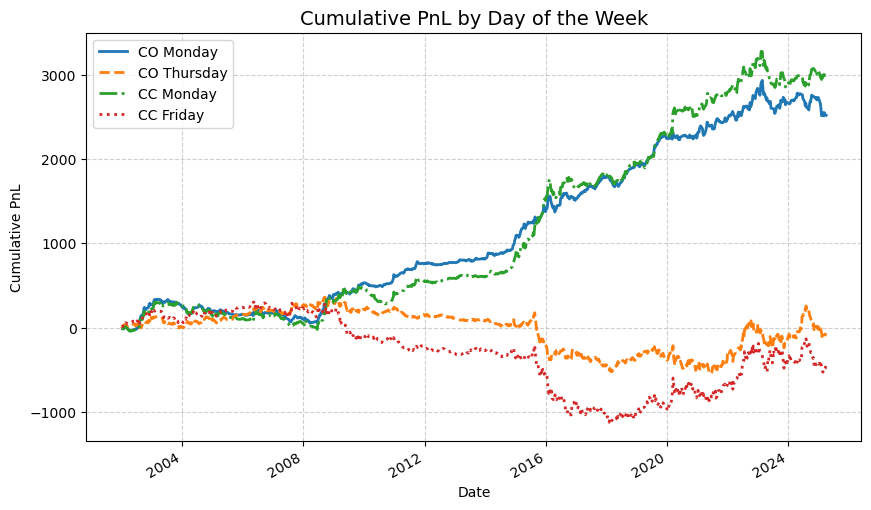 Cumulative PnL by Day of the Week
CO Monday
CO Thursday
CC Monday
CC Friday
3000
2000
1000
0
−1000
Cumulative PnL
2004
2008
2012
2016
2020
2024
Date